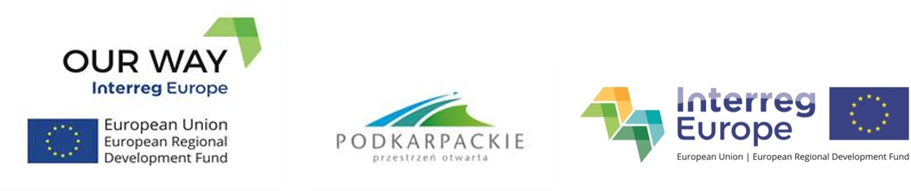 OUR WAY
Interreg Europe
European Union
European Regional
Development Fund
PODKARPACKIE
przestrzeń otwarta
Interreg
Europe
European Union | European Regional Development Fund